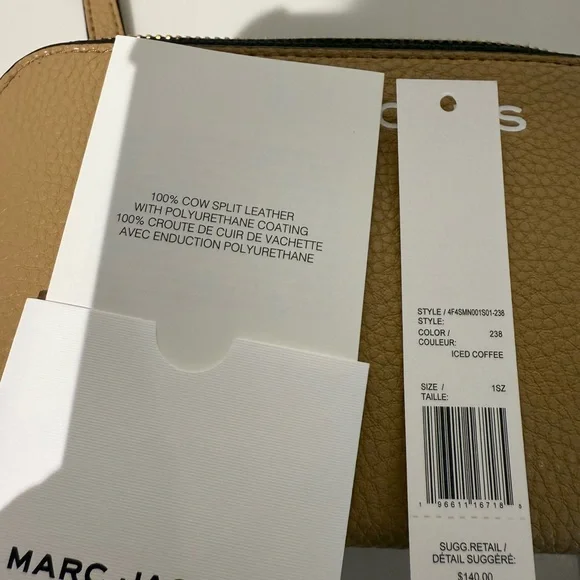 100% COW SPLIT LEATHER
WITH POLYURETHANE COATING
100% CROUTE DE CUIR DE VACHETTE
AVEC ENDUCTION POLYURETHANE
MARC JAC
STYLE / 4F4SMN001S01-238
STYLE:
COLOR / 238
COULEUR:
ICED COFFEE
SIZE / 1SZ
TAILLE:
1 96611 16718 8
SUGG.RETAIL /
DÉTAIL SUGGÉRÉ:
$140.00